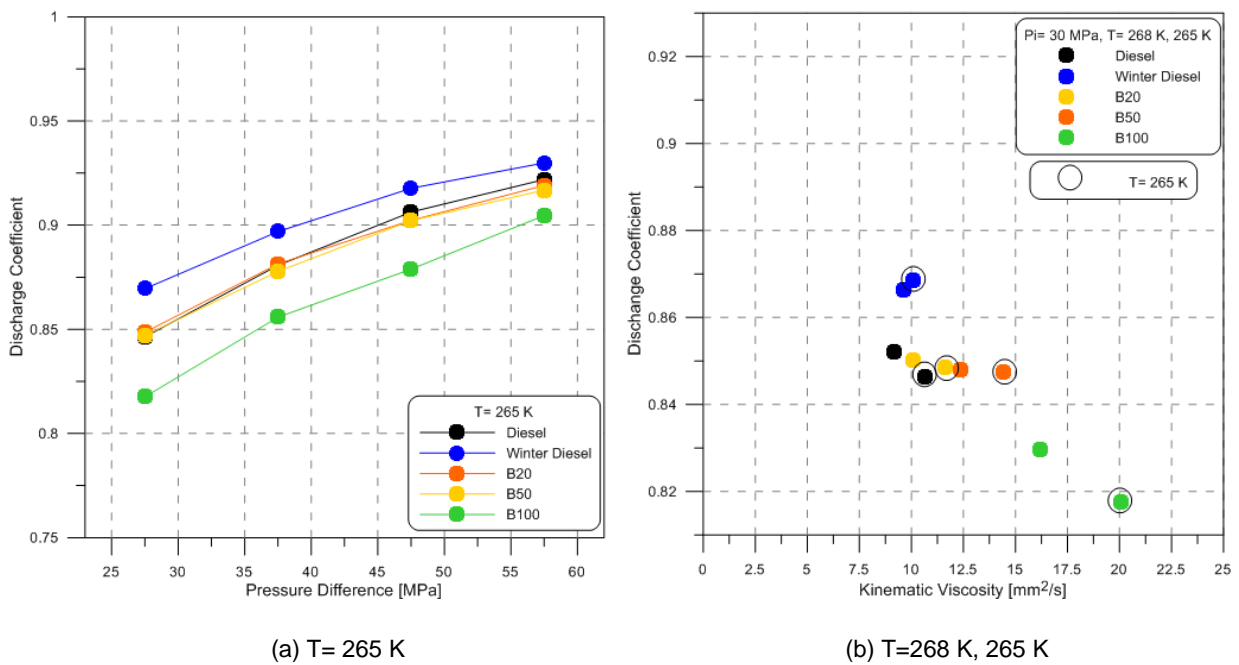 1
0.95
0.9
0.85
0.8
0.75
Discharge Coefficient
25
30
35
40
45
50
55
60
Pressure Difference [MPa]
T= 265 K
Diesel
Winter Diesel
B20
B50
B100
(a) T= 265 K
0.92
0.9
0.88
0.86
0.84
0.82
Dischange Coefficient
0
2.5
5
7.5
10
12.5
15
17.5
20
22.5
25
Kinematic Viscosity [mm2/s]
Pi= 30 MPa, T= 268 K, 265 K
Diesel
Winter Diesel
B20
B50
B100
T= 265 K
(b) T=268 K, 265 K